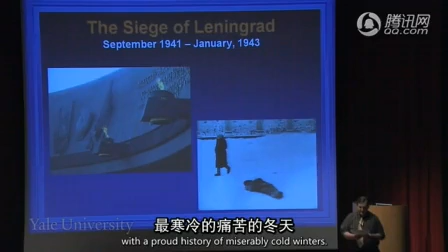 The Siege of Leningrad
September 1941 – January, 1943
腾讯网
QQ.com
最寒冷的痛苦的冬天
Yale University
with a proud history of miserably cold winters.